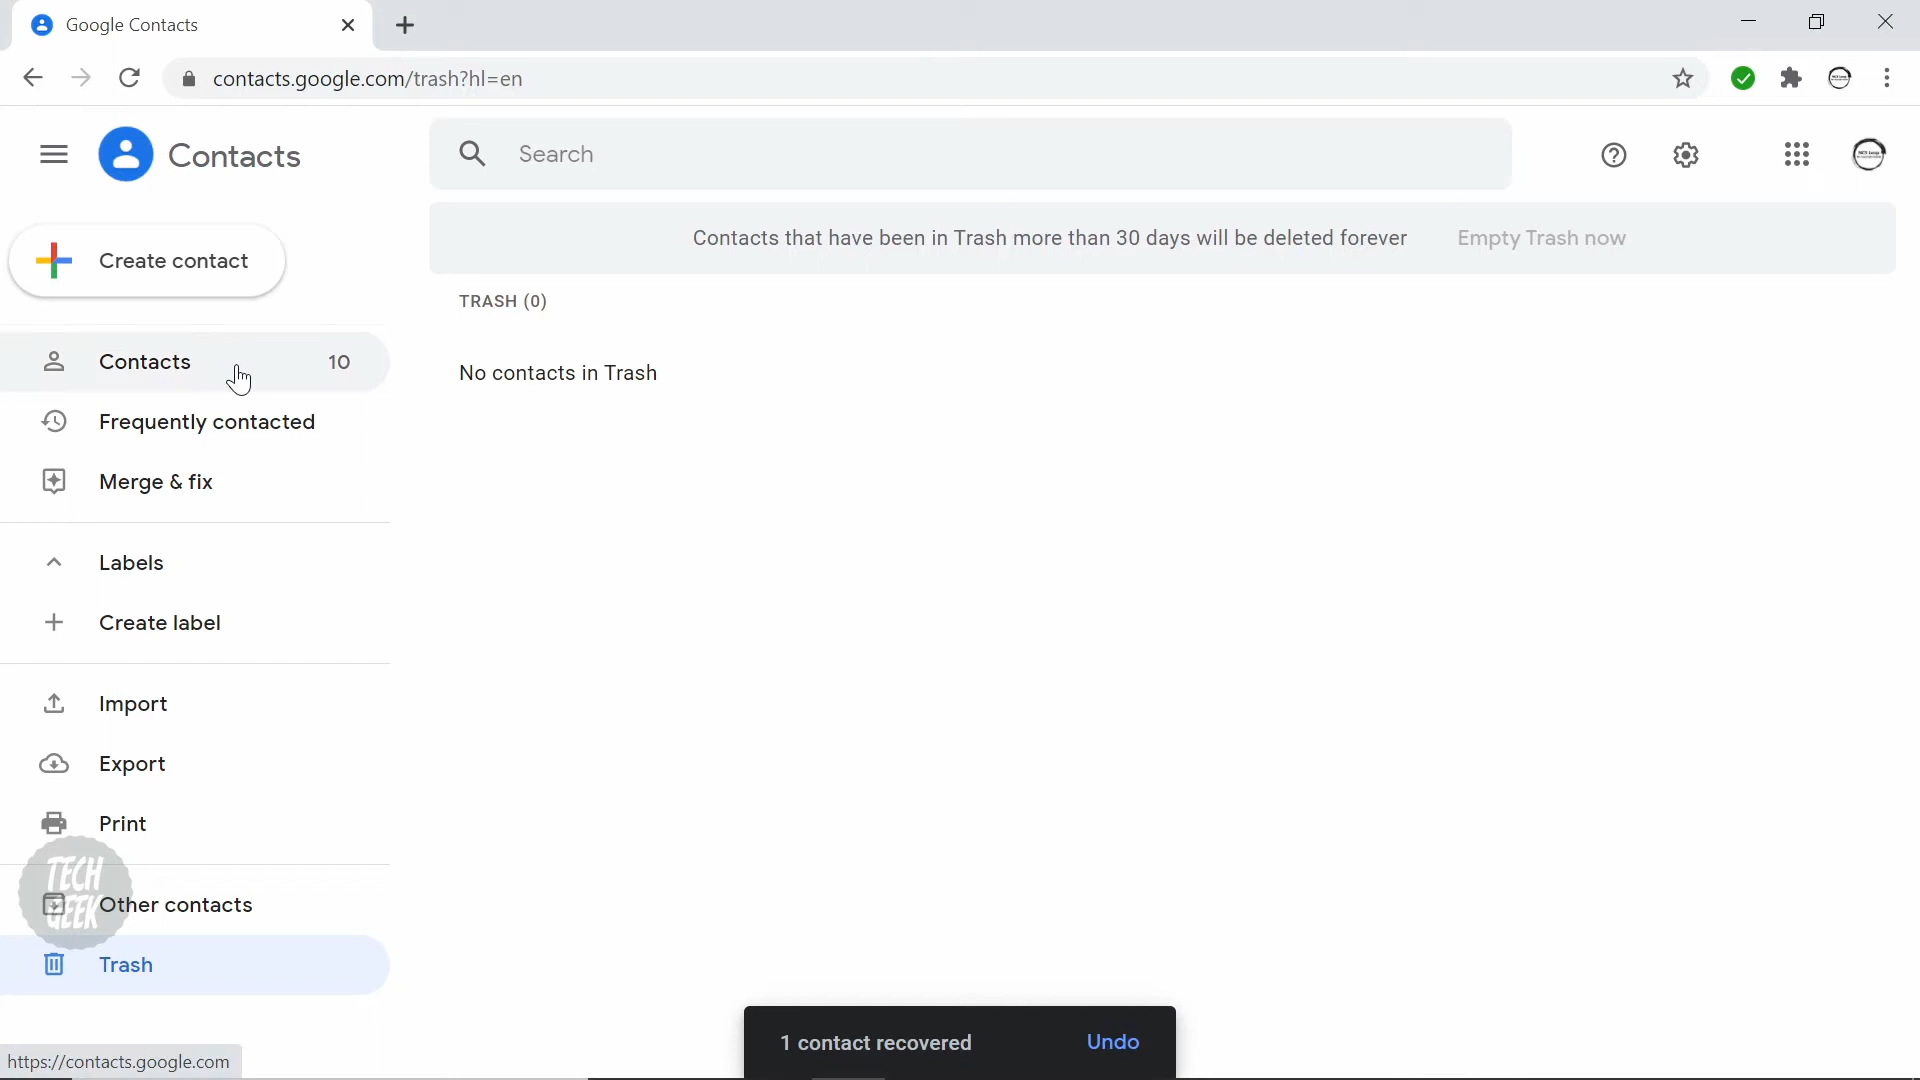 Google Contacts
contacts.google.com/trash?hl=en
Contacts
Search
Create contact
Contacts that have been in Trash more than 30 days will be deleted forever
Empty Trash now
TRASH (0)
No contacts in Trash
Contacts 10
Frequently contacted
Merge & fix
Labels
Create label
Import
Export
Print
TECH
GEEK
Other contacts
Trash
1 contact recovered Undo
https://contacts.google.com